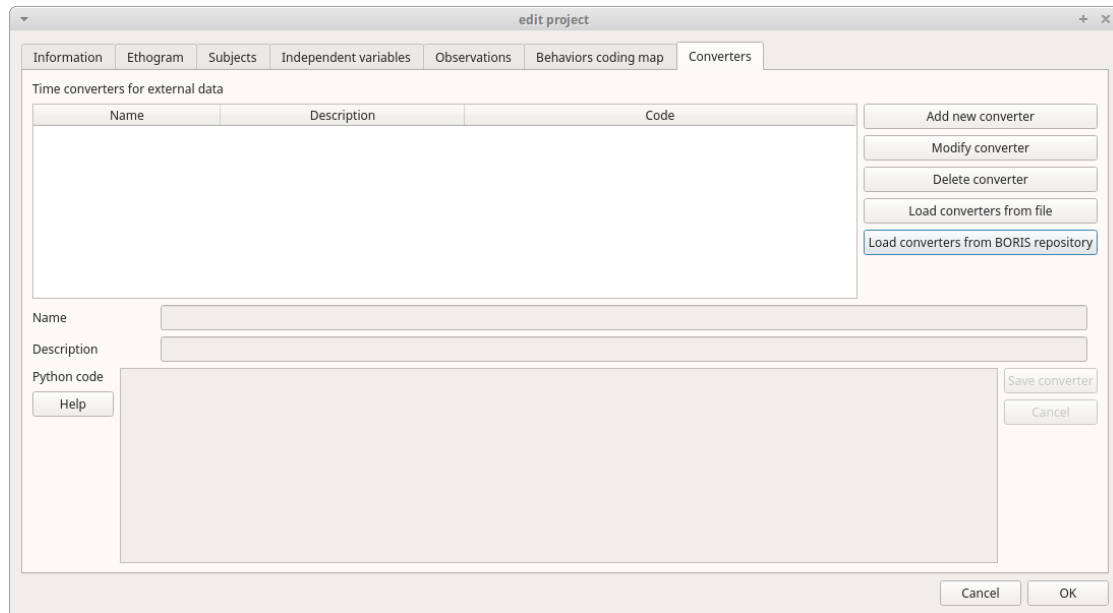 edit project
Information Ethogram Subjects Independent variables Observations Behaviors coding map Converters
Time converters for external data
Name Description Code
Add new converter
Modify converter
Delete converter
Load converters from file
Load converters from BORIS repository
Name
Description
Python code
Save converter
Help
Cancel
Cancel OK